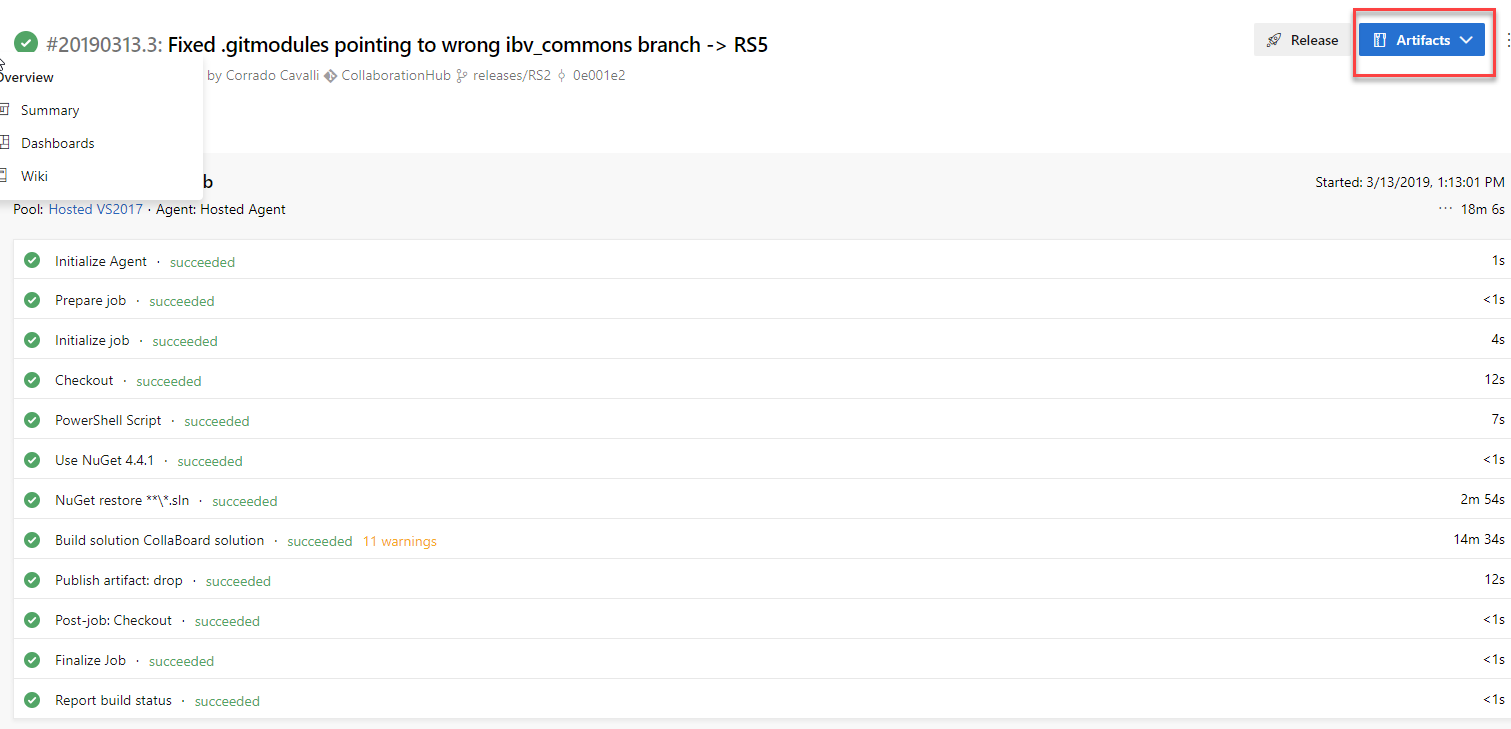 #20190313.3: Fixed .gitmodules pointing to wrong ibv_commons branch -> RS5
Release
Artifacts
Overview
by Corrado Cavalli CollaborationHub releases/RS2 0e001e2
Summary
Dashboards
Wiki
b
Started: 3/13/2019, 1:13:01 PM
Pool: Hosted VS2017 · Agent: Hosted Agent
··· 18m 6s
Initialize Agent · succeeded 1s
Prepare job · succeeded <1s
Initialize job · succeeded 4s
Checkout · succeeded 12s
PowerShell Script · succeeded 7s
Use NuGet 4.4.1 · succeeded <1s
NuGet restore **\*.sln · succeeded 2m 54s
Build solution CollaBoard solution · succeeded 11 warnings 14m 34s
Publish artifact: drop · succeeded 12s
Post-job: Checkout · succeeded <1s
Finalize Job · succeeded <1s
Report build status · succeeded <1s